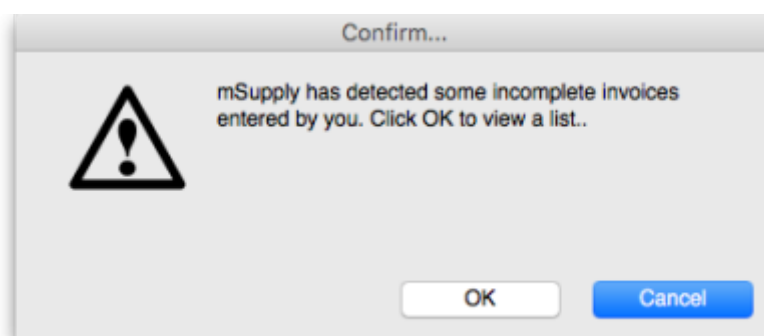 Confirm...
mSupply has detected some incomplete invoices
entered by you. Click OK to view a list..
OK
Cancel